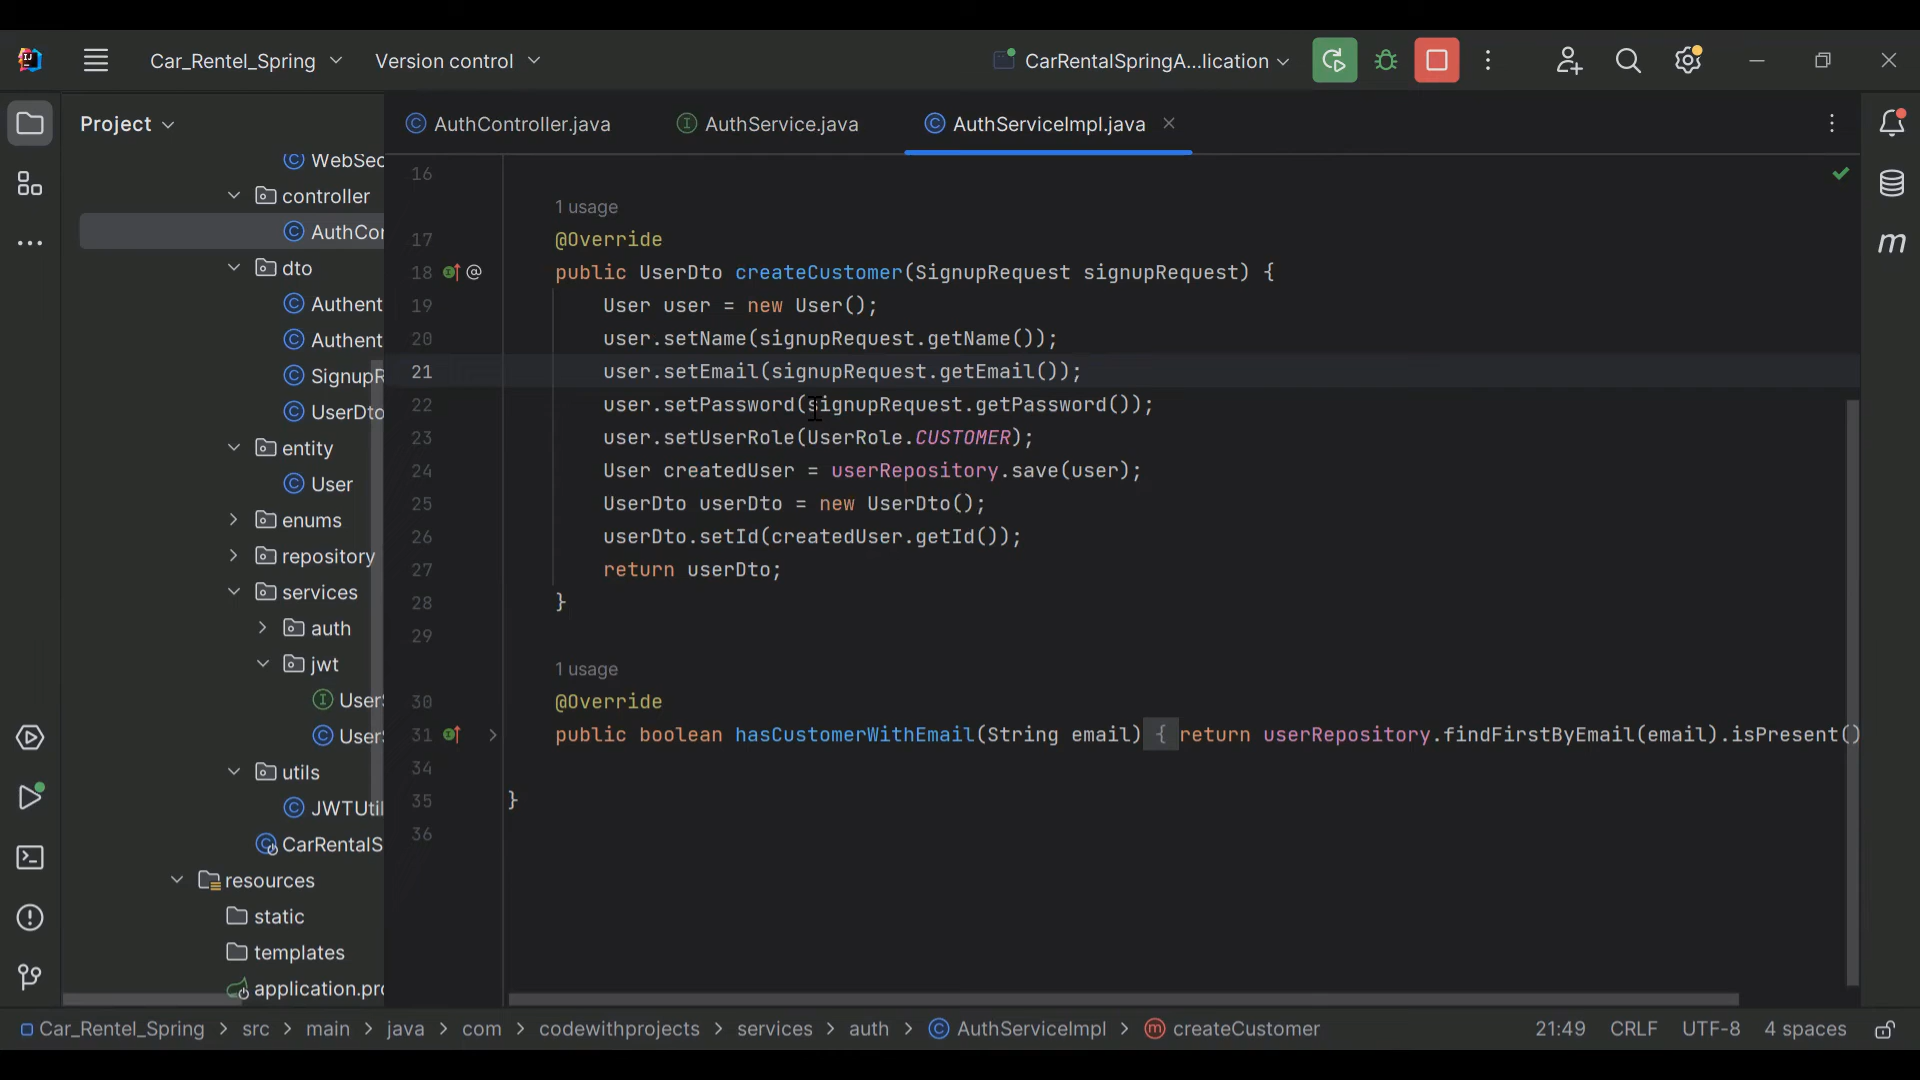 Car_Rentel_Spring
Version control
CarRentalSpringA...lication
Project
AuthController.java
AuthService.java
AuthServiceImpl.java
WebSec
controller
AuthCor
dto
Authent
Authent
SignupR
UserDto
entity
User
enums
repository
services
auth
jwt
UserS
UserS
utils
JWTUtil
CarRentalS
resources
static
templates
application.pro
16
1 usage
17 @Override
18 @ public UserDto createCustomer(SignupRequest signupRequest) {
19 User user = new User();
20 user.setName(signupRequest.getName());
21 user.setEmail(signupRequest.getEmail());
22 user.setPassword(signupRequest.getPassword());
23 user.setUserRole(UserRole.CUSTOMER);
24 User createdUser = userRepository.save(user);
25 UserDto userDto = new UserDto();
26 userDto.setId(createdUser.getId());
27 return userDto;
28 }
29
1 usage
30 @Override
31 public boolean hasCustomerWithEmail(String email) { return userRepository.findFirstByEmail(email).isPresent()
34
35 }
36
m
Car_Rentel_Spring > src > main > java > com > codewithprojects > services > auth > AuthServiceImpl > createCustomer
21:49 CRLF UTF-8 4 spaces